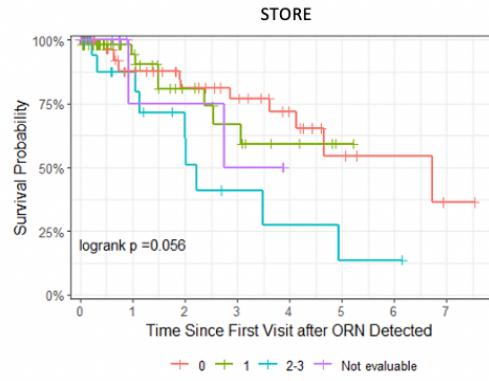 STORE
100%
75%
50%
25%
0%
Survival Probability
logrank p =0.056
0 1 2 3 4 5 6 7
Time Since First Visit after ORN Detected
0 1 2-3 Not evaluable